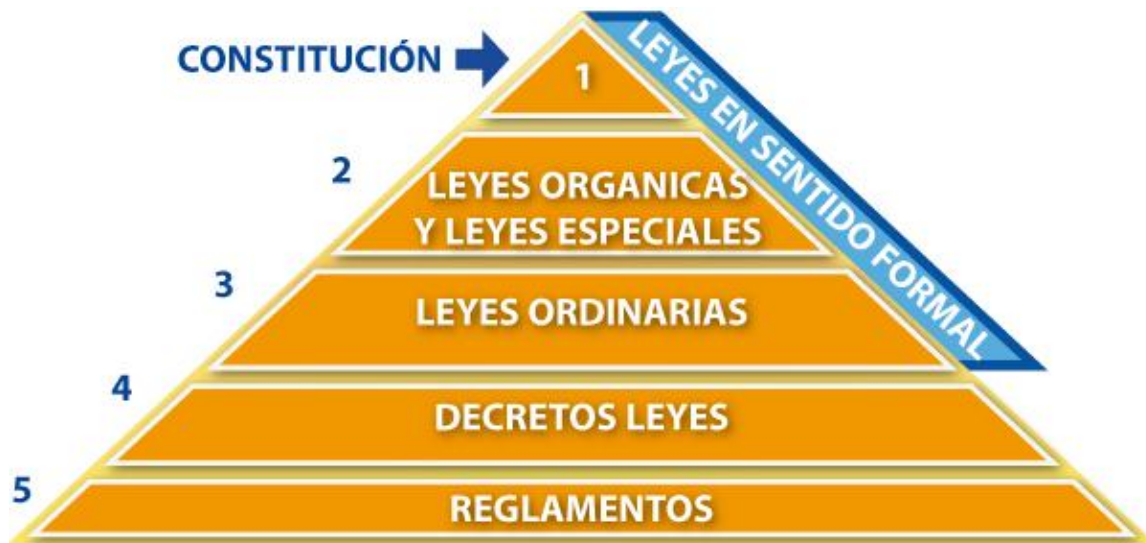 CONSTITUCIÓN
1
LEYES EN SENTIDO FORMAL
2
LEYES ORGANICAS
Y LEYES ESPECIALES
3
LEYES ORDINARIAS
4
DECRETOS LEYES
5
REGLAMENTOS